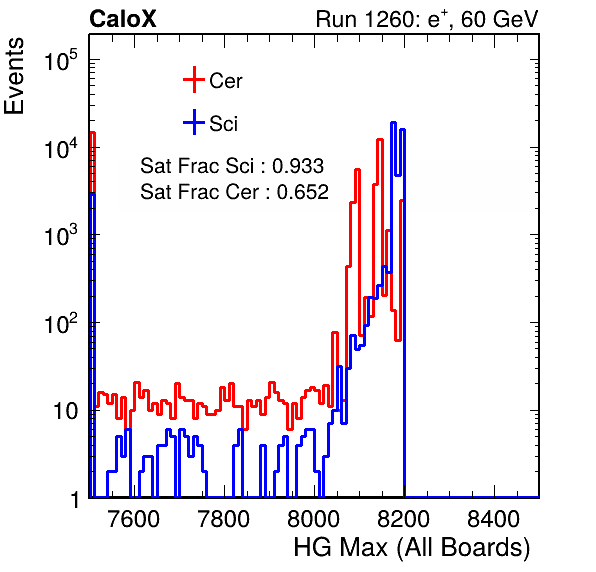 CaloX Run 1260: e⁺, 60 GeV
Events
10⁵
10⁴
10³
10²
10
1
Cer
Sci
Sat Frac Sci : 0.933
Sat Frac Cer : 0.652
7600 7800 8000 8200 8400
HG Max (All Boards)